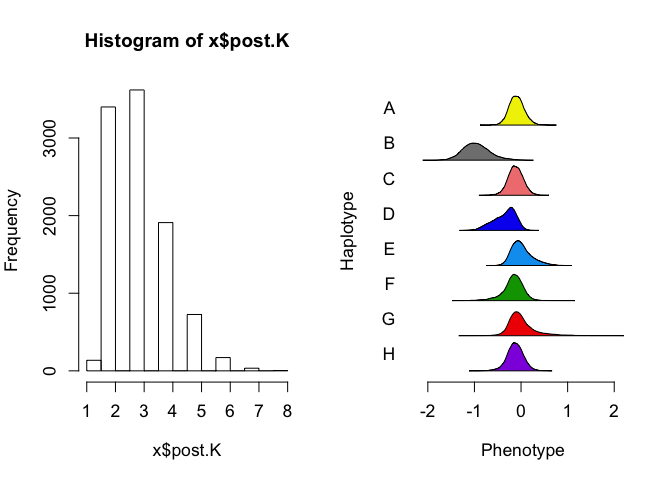 Histogram of x$post.K
Frequency
0
1000
2000
3000
1 2 3 4 5 6 7 8
x$post.K
Haplotype
A
B
C
D
E
F
G
H
-2 -1 0 1 2
Phenotype